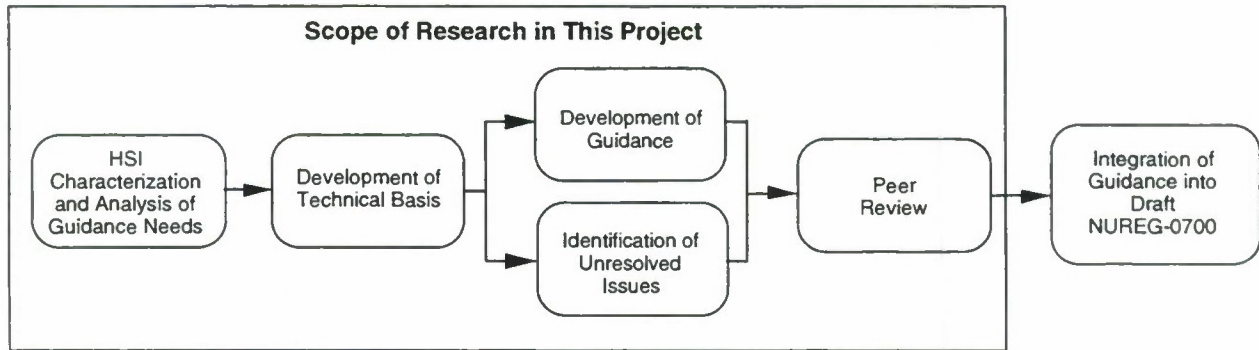 Scope of Research in This Project
HSI
Characterization
and Analysis of
Guidance Needs
Development of
Technical Basis
Development of
Guidance
Identification of
Unresolved
Issues
Peer
Review
Integration of
Guidance into
Draft
NUREG-0700